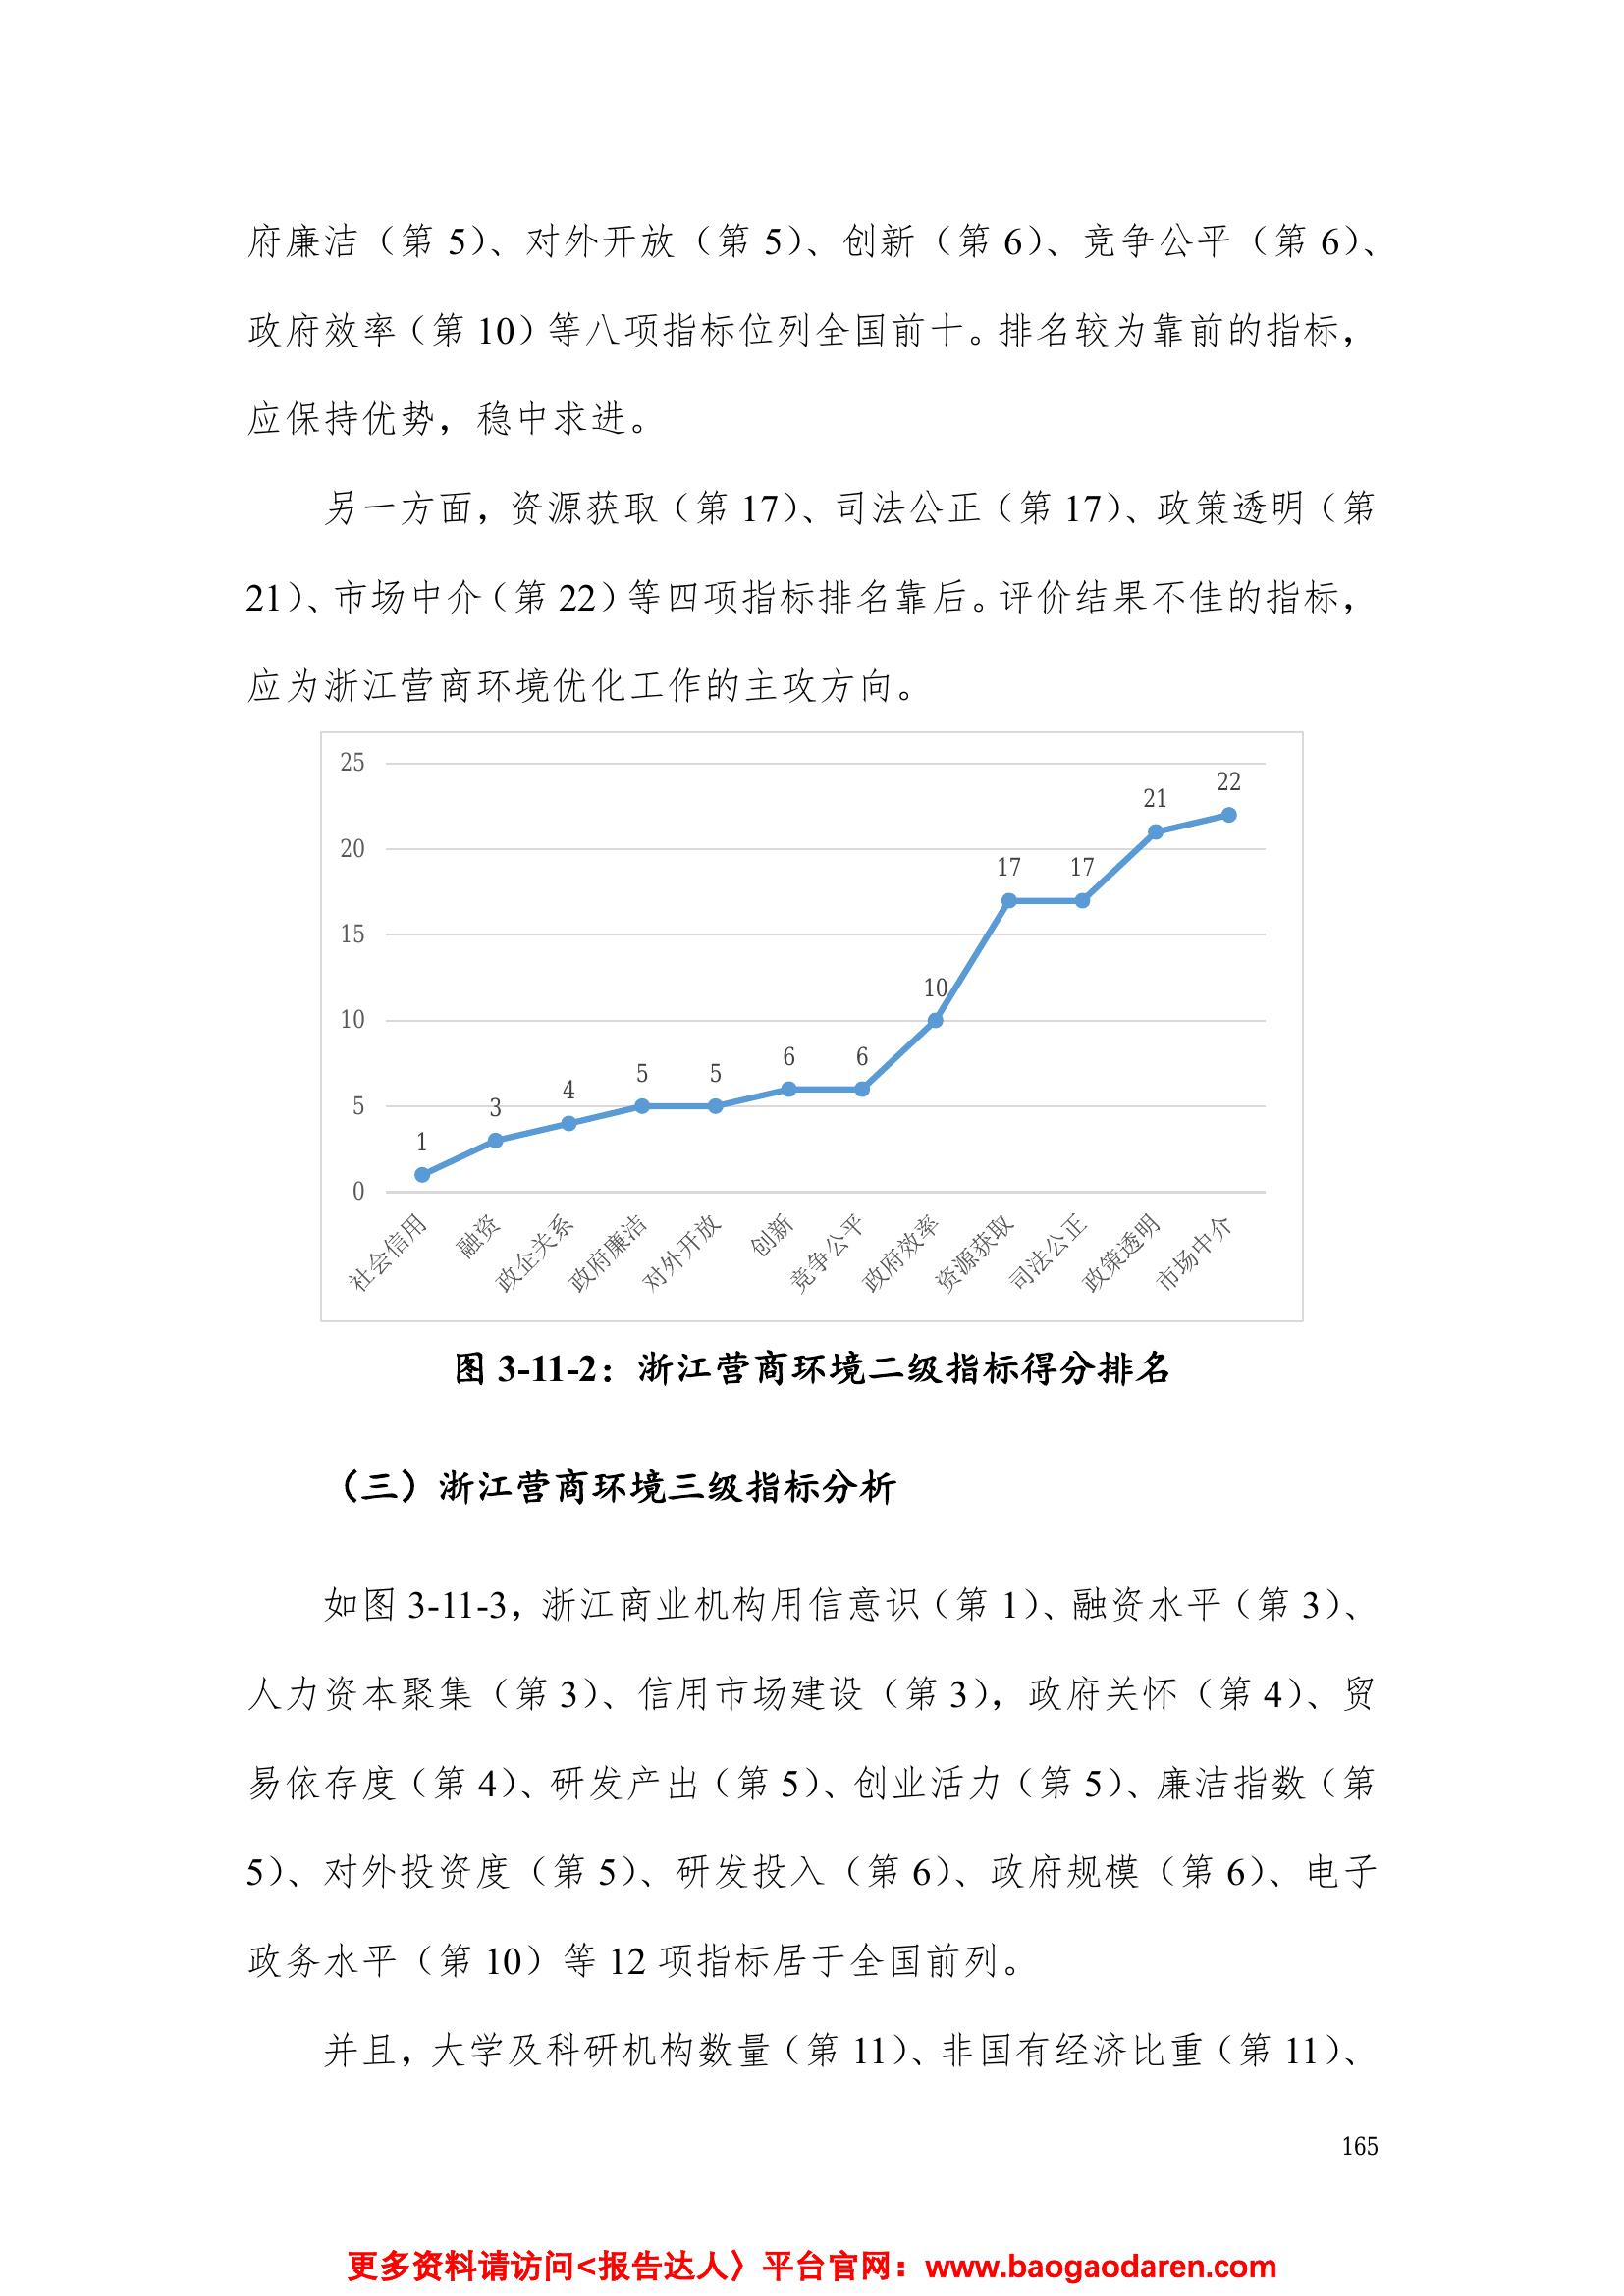 府廉洁（第 5）、对外开放（第 5）、创新（第 6）、竞争公平（第 6）、
政府效率（第 10）等八项指标位列全国前十。排名较为靠前的指标，
应保持优势，稳中求进。
另一方面，资源获取（第 17）、司法公正（第 17）、政策透明（第
21）、市场中介（第 22）等四项指标排名靠后。评价结果不佳的指标，
应为浙江营商环境优化工作的主攻方向。
25
20
15
10
5
0
1
3
4
5
5
6
6
10
17
17
21
22
社会信用
融资
政企关系
政府廉洁
对外开放
创新
竞争公平
政府效率
资源获取
司法公正
政策透明
市场中介
图 3-11-2：浙江营商环境二级指标得分排名
（三）浙江营商环境三级指标分析
如图 3-11-3，浙江商业机构用信意识（第 1）、融资水平（第 3）、
人力资本聚集（第 3）、信用市场建设（第 3），政府关怀（第 4）、贸
易依存度（第 4）、研发产出（第 5）、创业活力（第 5）、廉洁指数（第
5）、对外投资度（第 5）、研发投入（第 6）、政府规模（第 6）、电子
政务水平（第 10）等 12 项指标居于全国前列。
并且，大学及科研机构数量（第 11）、非国有经济比重（第 11）、
165
更多资料请访问<报告达人〉平台官网：www.baogaodaren.com